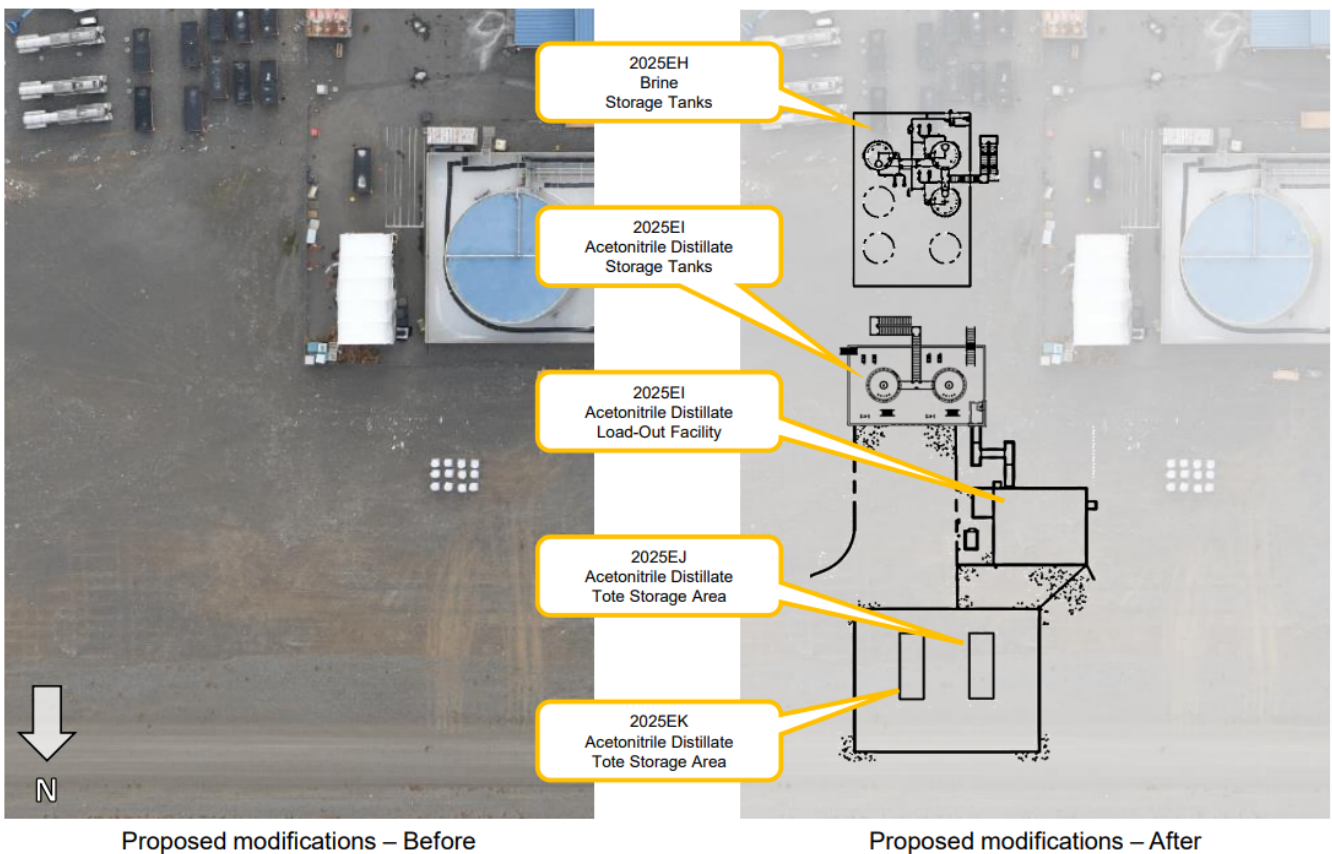 2025EH
Brine
Storage Tanks
2025EI
Acetonitrile Distillate
Storage Tanks
2025EI
Acetonitrile Distillate
Load-Out Facility
2025EJ
Acetonitrile Distillate
Tote Storage Area
2025EK
Acetonitrile Distillate
Tote Storage Area
N
Proposed modifications – Before
Proposed modifications – After